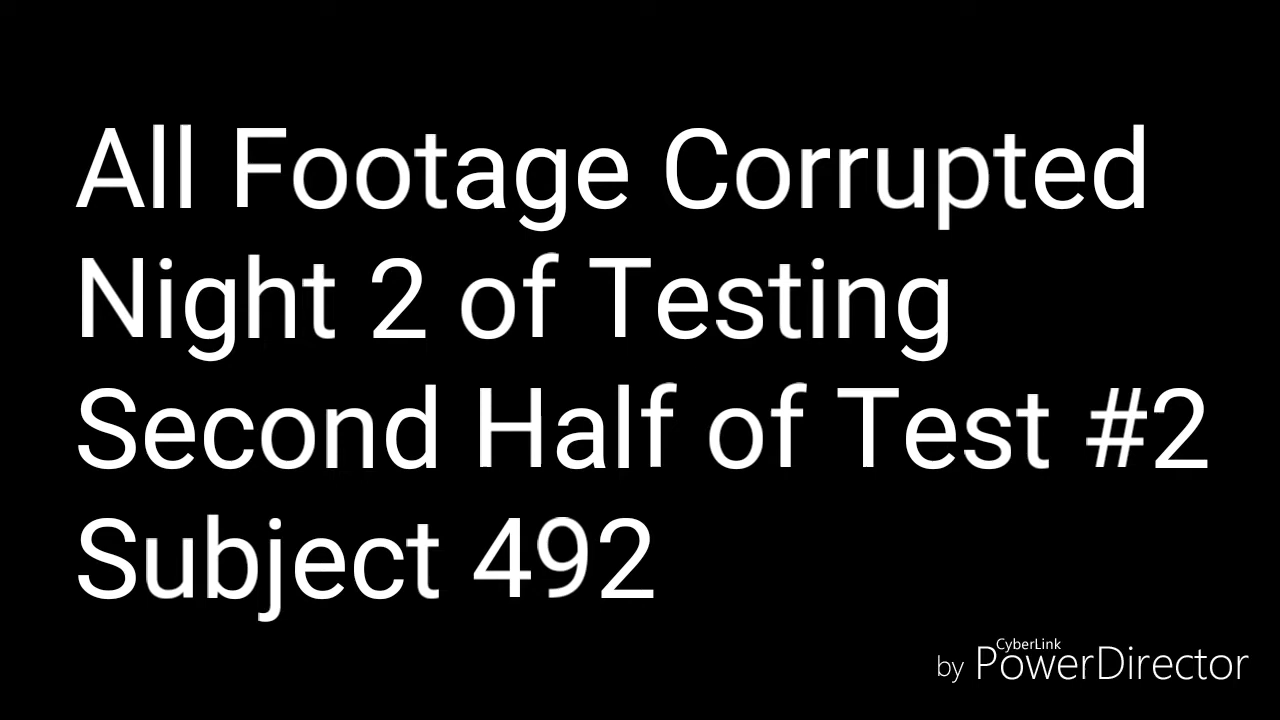 All Footage Corrupted
Night 2 of Testing
Second Half of Test #2
Subject 492
CyberLink
by PowerDirector